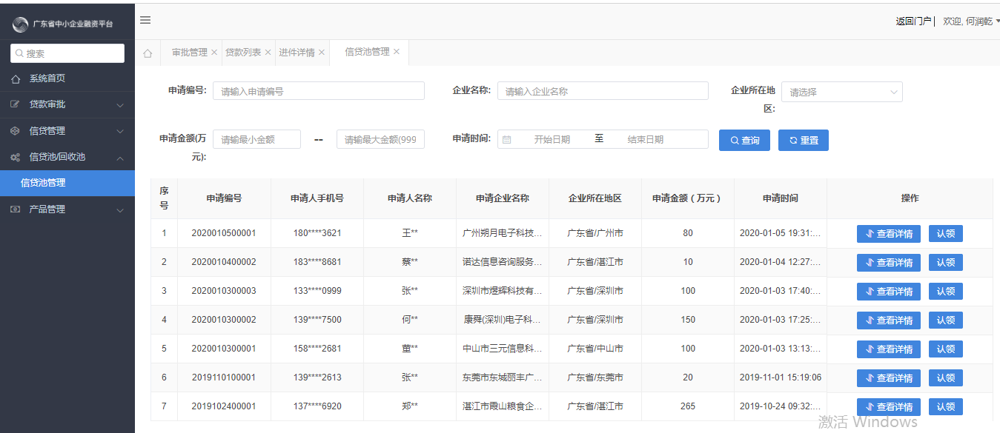 广东省中小企业融资平台
返回门户| 欢迎, 何润乾
搜索
审批管理 × 贷款列表 × 进件详情 × 信贷池管理 ×
系统首页
贷款审批
信贷管理
信贷池/回收池
信贷池管理
产品管理
申请编号: 请输入申请编号 企业名称: 请输入企业名称 企业所在地区: 请选择
申请金额(万元): 请输最小金额 -- 请输最大金额(999 申请时间: 开始日期 至 结束日期 查询 重置
序号 申请编号 申请人手机号 申请人名称 申请企业名称 企业所在地区 申请金额（万元） 申请时间 操作
1 2020010500001 180****3621 王** 广州朔月电子科技... 广东省/广州市 80 2020-01-05 19:31:... 查看详情 认领
2 2020010400002 183****8681 蔡** 诺达信息咨询服务... 广东省/湛江市 10 2020-01-04 12:27:... 查看详情 认领
3 2020010300003 133****0999 张** 深圳市煜辉科技有... 广东省/深圳市 100 2020-01-03 17:40:... 查看详情 认领
4 2020010300002 139****7500 何** 康舜(深圳)电子科... 广东省/深圳市 150 2020-01-03 17:25:... 查看详情 认领
5 2020010300001 158****2681 董** 中山市三元信息科... 广东省/中山市 100 2020-01-03 13:13:... 查看详情 认领
6 2019110100001 139****2613 张** 东莞市东城丽丰广... 广东省/东莞市 20 2019-11-01 15:19:06 查看详情 认领
7 2019102400001 137****6920 郑** 湛江市霞山粮食企... 广东省/湛江市 265 2019-10-24 09:32:... 查看详情 认领
激活 Windows